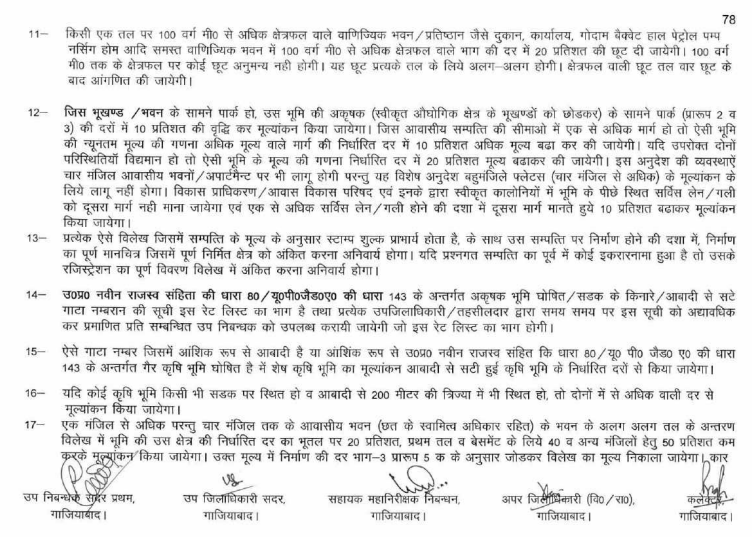 78
11– किसी एक तल पर 100 वर्ग मी0 से अधिक क्षेत्रफल वाले वाणिज्यिक भवन/प्रतिष्ठान जैसे दुकान, कार्यालय, गोदाम बैक्वेट हाल पेट्रोल पम्प
नर्सिंग होम आदि समस्त वाणिज्यिक भवन में 100 वर्ग मी0 से अधिक क्षेत्रफल वाले भाग की दर में 20 प्रतिशत की छूट दी जायेगी। 100 वर्ग
मी0 तक के क्षेत्रफल पर कोई छूट अनुमन्य नही होगी। यह छूट प्रत्यके तल के लिये अलग–अलग होगी। क्षेत्रफल वाली छूट तल वार छूट के
बाद आंगणित की जायेगी।
12– जिस भूखण्ड /भवन के सामने पार्क हो, उस भूमि की अकृषक (स्वीकृत औघोगिक क्षेत्र के भूखण्डों को छोडकर) के सामने पार्क (प्रारूप 2 व
3) की दरों में 10 प्रतिशत की वृद्धि कर मूल्यांकन किया जायेगा। जिस आवासीय सम्पत्ति की सीमाओ में एक से अधिक मार्ग हो तो ऐसी भूमि
की न्यूनतम मूल्य की गणना अधिक मूल्य वाले मार्ग की निर्धारित दर में 10 प्रतिशत अधिक मूल्य बढा कर की जायेगी। यदि उपरोक्त दोनों
परिस्थितियॉ विद्यमान हो तो ऐसी भूमि के मूल्य की गणना निर्धारित दर में 20 प्रतिशत मूल्य बढाकर की जायेगी। इस अनुदेश की व्यवस्थाऐं
चार मंजिल आवासीय भवनों/अपार्टमैन्ट पर भी लागू होगी परन्तु यह विशेष अनुदेश बहुमंजिले फ्लेटस (चार मंजिल से अधिक) के मूल्यांकन के
लिये लागू नहीं होगा। विकास प्राधिकरण/आवास विकास परिषद एवं इनके द्वारा स्वीकृत कालोनियों में भूमि के पीछे स्थित सर्विस लेन/गली
को दूसरा मार्ग नही माना जायेगा एवं एक से अधिक सर्विस लेन/गली होने की दशा में दूसरा मार्ग मानते हुये 10 प्रतिशत बढाकर मूल्यांकन
किया जायेगा।
13– प्रत्येक ऐसे विलेख जिसमें सम्पत्ति के मूल्य के अनुसार स्टाम्प शुल्क प्राभार्य होता है, के साथ उस सम्पत्ति पर निर्माण होने की दशा में, निर्माण
का पूर्ण मानचित्र जिसमें पूर्ण निर्मित क्षेत्र को अंकित करना अनिवार्य होगा। यदि प्रश्नगत सम्पत्ति का पूर्व में कोई इकरारनामा हुआ है तो उसके
रजिस्ट्रेशन का पूर्ण विवरण विलेख में अंकित करना अनिवार्य होगा।
14– उ0प्र0 नवीन राजस्व संहिता की धारा 80/यू0पी0जैड0ए0 की धारा 143 के अन्तर्गत अकृषक भूमि घोषित/सडक के किनारे/आबादी से सटे
गाटा नम्बरान की सूची इस रेट लिस्ट का भाग है तथा प्रत्येक उपजिलाधिकारी/तहसीलदार द्वारा समय समय पर इस सूची को अद्यावधिक
कर प्रमाणित प्रति सम्बन्धित उप निबन्धक को उपलब्ध करायी जायेगी जो इस रेट लिस्ट का भाग होगी।
15– ऐसे गाटा नम्बर जिसमें आंशिक रूप से आबादी है या आंशिंक रूप से उ0प्र0 नवीन राजस्व संहित कि धारा 80/यू0 पी0 जैड0 ए0 की धारा
143 के अन्तर्गत गैर कृषि भूमि घोषित है में शेष कृषि भूमि का मूल्यांकन आबादी से सटी हुई कृषि भूमि के निर्धारित दरों से किया जायेगा।
16– यदि कोई कृषि भूमि किसी भी सडक पर स्थित हो व आबादी से 200 मीटर की त्रिज्या में भी स्थित हो, तो दोनों में से अधिक वाली दर से
मूल्यांकन किया जायेगा।
17– एक मंजिल से अधिक परन्तु चार मंजिल तक के आवासीय भवन (छत के स्वामित्व अधिकार रहित) के भवन के अलग अलग तल के अन्तरण
विलेख में भूमि की उस क्षेत्र की निर्धारित दर का भूतल पर 20 प्रतिशत, प्रथम तल व बेसमेंट के लिये 40 व अन्य मंजिलों हेतु 50 प्रतिशत कम
करके मूल्यांकन किया जायेगा। उक्त मूल्य में निर्माण की दर भाग–3 प्रारूप 5 क के अनुसार जोडकर विलेख का मूल्य निकाला जायेगा। कार
उप निबन्धक सदर प्रथम, उप जिलाधिकारी सदर, सहायक महानिरीक्षक निबन्धन, अपर जिलाधिकारी (वि0/रा0), कलेक्टर,
गाजियाबाद। गाजियाबाद। गाजियाबाद। गाजियाबाद। गाजियाबाद।